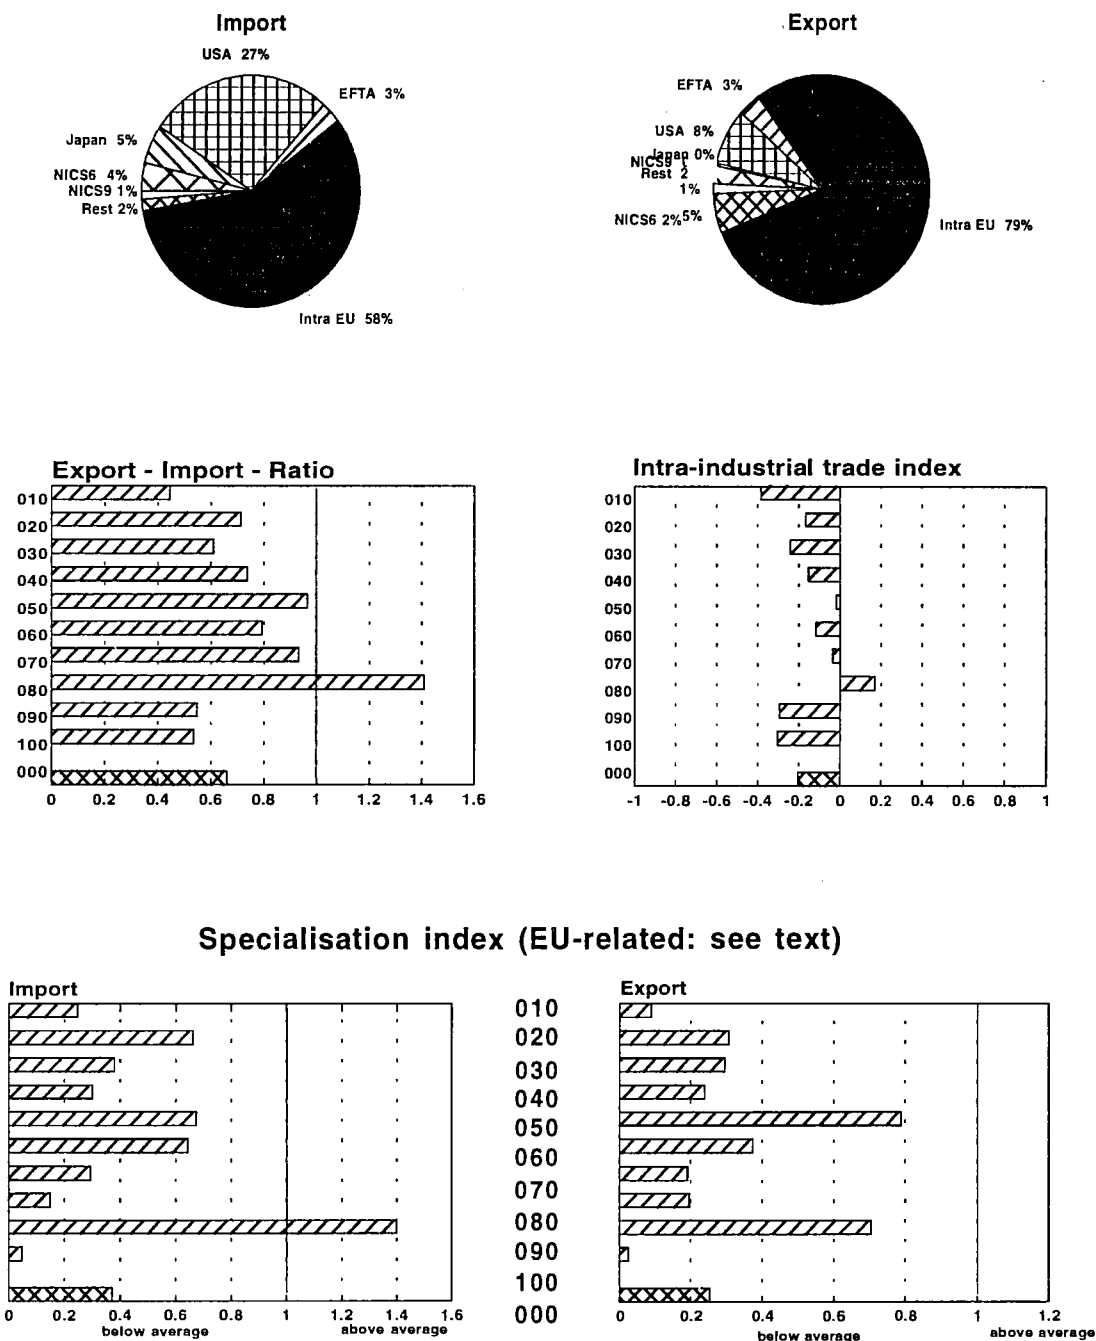 Import
USA 27%
EFTA 3%
Japan 5%
NICS6 4%
NICS9 1%
Rest 2%
Intra EU 58%
Export
EFTA 3%
USA 8%
Japan 0%
NICS9
Rest 2
1%
NICS6 2% 5%
Intra EU 79%
Export - Import - Ratio
010
020
030
040
050
060
070
080
090
100
000
0 0.2 0.4 0.6 0.8 1 1.2 1.4 1.6
Intra-industrial trade index
010
020
030
040
050
060
070
080
090
100
000
-1 -0.8 -0.6 -0.4 -0.2 0 0.2 0.4 0.6 0.8 1
Specialisation index (EU-related: see text)
Import
0 0.2 0.4 0.6 0.8 1 1.2 1.4 1.6
below average above average
010
020
030
040
050
060
070
080
090
100
000
Export
0 0.2 0.4 0.6 0.8 1 1.2
below average above average